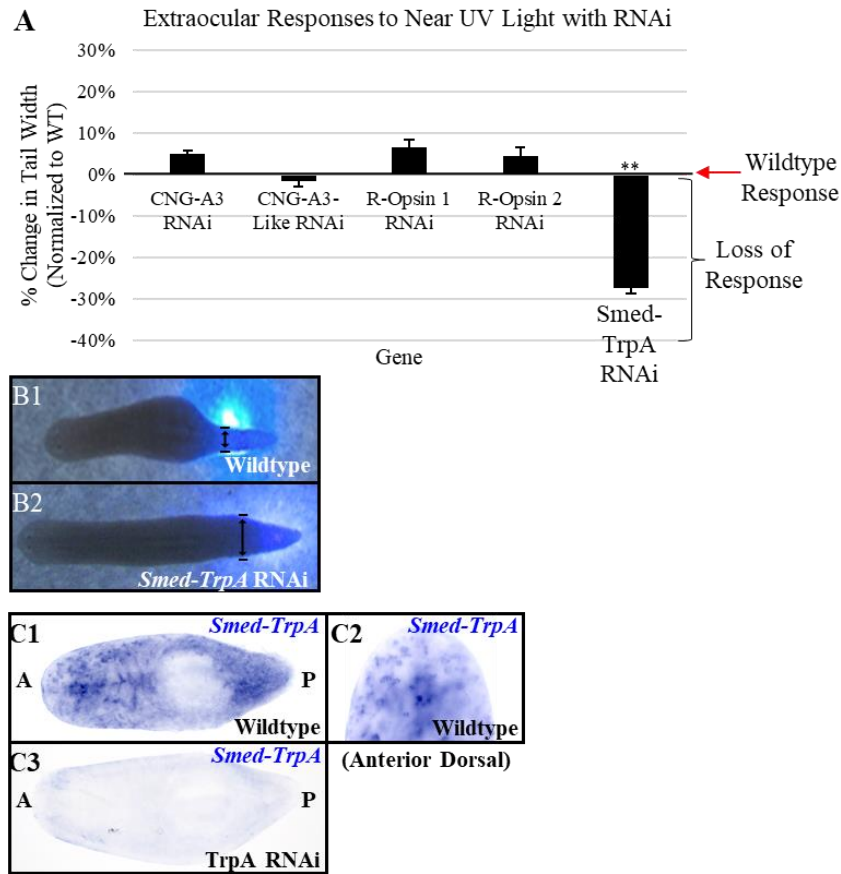 A
Extraocular Responses to Near UV Light with RNAi
% Change in Tail Width
(Normalized to WT)
30%
20%
10%
0%
-10%
-20%
-30%
-40%
CNG-A3
RNAi
CNG-A3-
Like RNAi
R-Opsin 1
RNAi
R-Opsin 2
RNAi
**
Smed-
TrpA
RNAi
Gene
Wildtype
Response
Loss of
Response
B1
Wildtype
B2
Smed-TrpA RNAi
C1
Smed-TrpA
A
P
Wildtype
C2
Smed-TrpA
Wildtype
(Anterior Dorsal)
C3
Smed-TrpA
A
P
TrpA RNAi